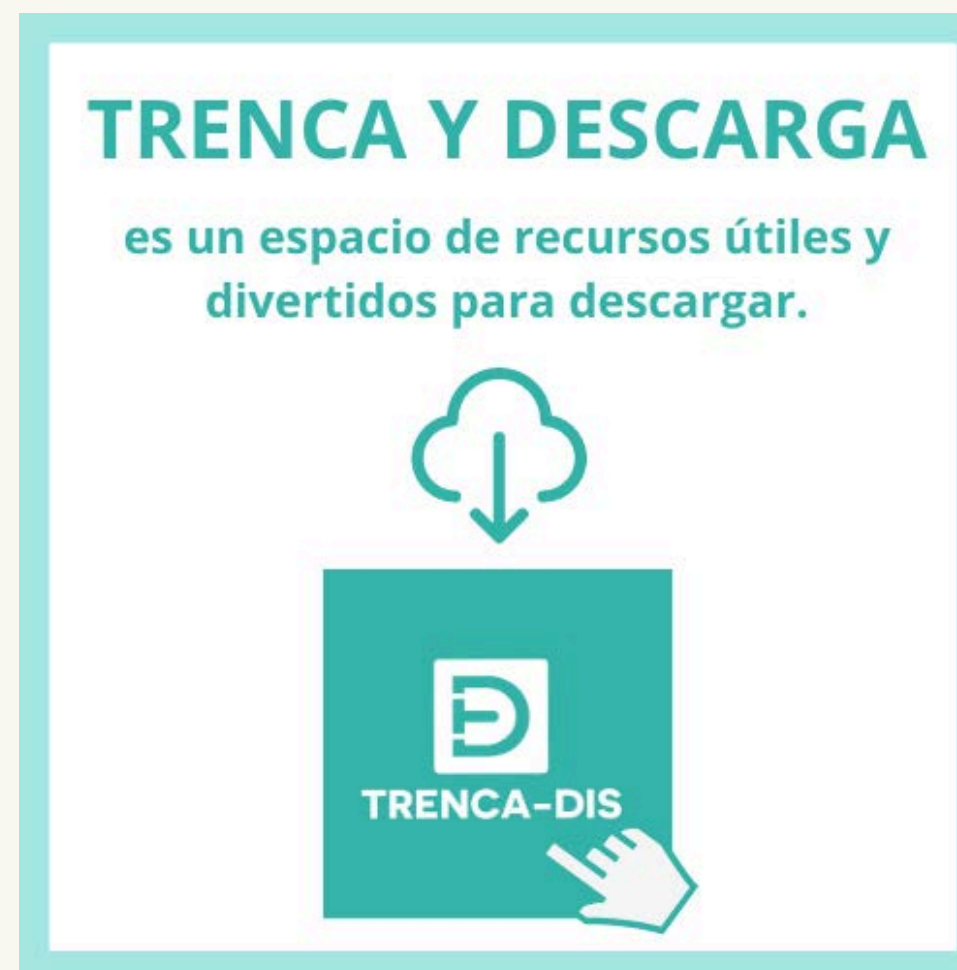 TRENCA Y DESCARGA
es un espacio de recursos útiles y
divertidos para descargar.
TRENCA-DIS